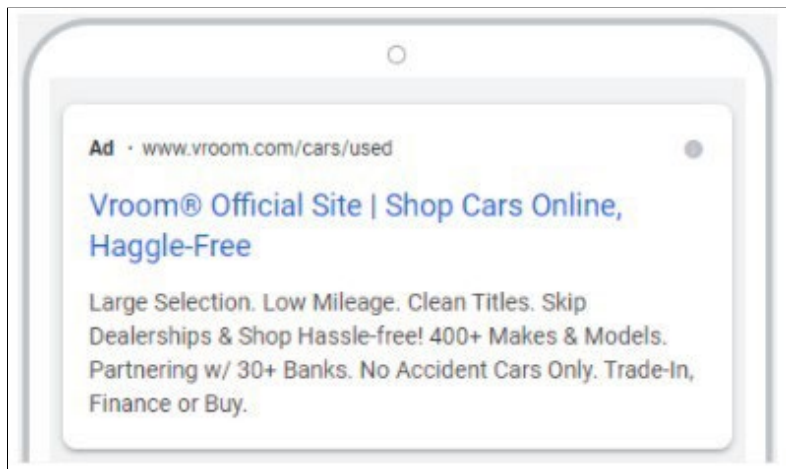 Ad · www.vroom.com/cars/used
Vroom® Official Site | Shop Cars Online,
Haggle-Free
Large Selection. Low Mileage. Clean Titles. Skip
Dealerships & Shop Hassle-free! 400+ Makes & Models.
Partnering w/ 30+ Banks. No Accident Cars Only. Trade-In,
Finance or Buy.